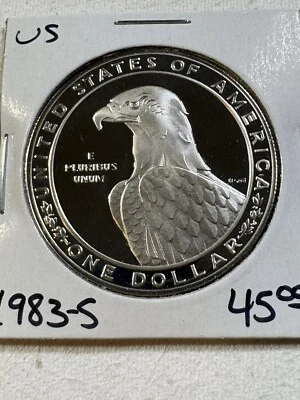 US
UNITED STATES OF AMERICA
E
PLURIBUS
UNUM
ONE DOLLAR
1983-S
45.00